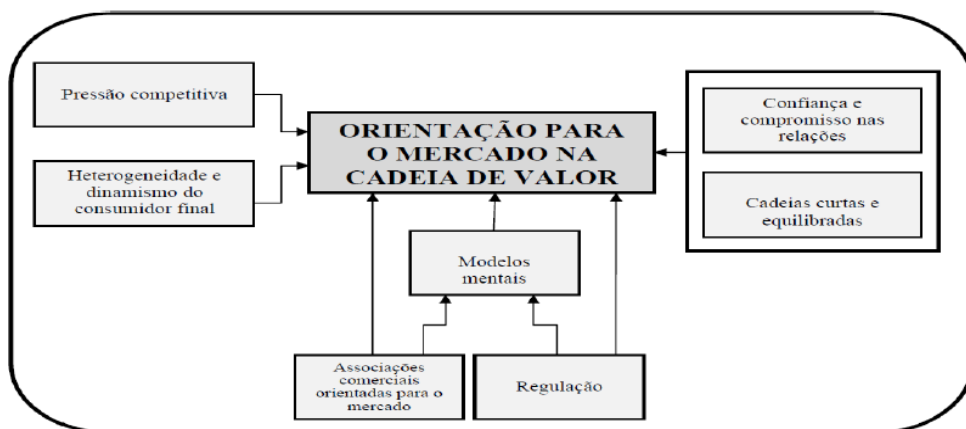 Pressão competitiva
Heterogeneidade e
dinamismo do
consumidor final
ORIENTAÇÃO PARA
O MERCADO NA
CADEIA DE VALOR
Confiança e
compromisso nas
relações
Cadeias curtas e
equilibradas
Modelos
mentais
Associações
comerciais
orientadas para o
mercado
Regulação